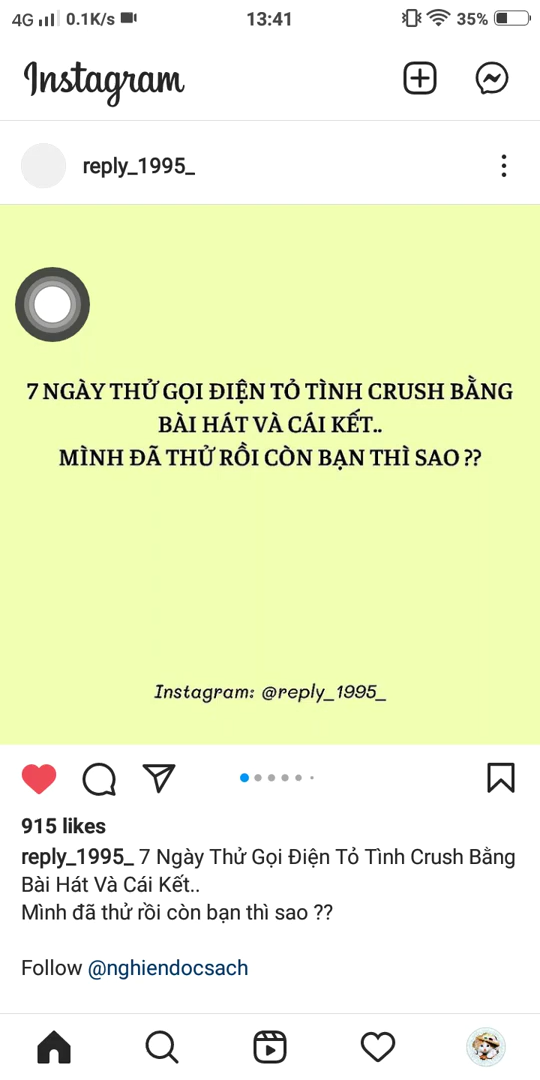 4G 0.1K/s 13:41 35%
Instagram
reply_1995_
7 NGÀY THỬ GỌI ĐIỆN TỎ TÌNH CRUSH BẰNG
BÀI HÁT VÀ CÁI KẾT..
MÌNH ĐÃ THỬ RỒI CÒN BẠN THÌ SAO ??
Instagram: @reply_1995_
915 likes
reply_1995_ 7 Ngày Thử Gọi Điện Tỏ Tình Crush Bằng
Bài Hát Và Cái Kết..
Mình đã thử rồi còn bạn thì sao ??
Follow @nghiendocsach